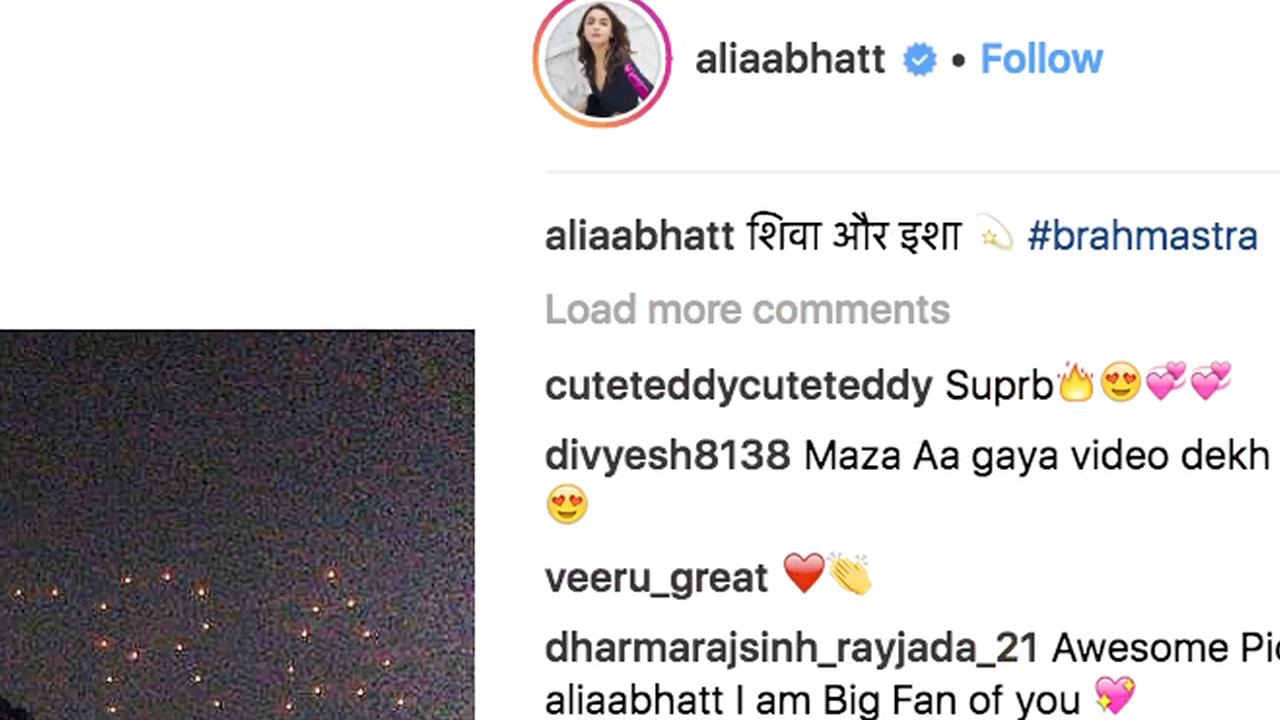 aliaabhatt • Follow
aliaabhatt शिवा और इशा 💫 #brahmastra
Load more comments
cuteteddycuteteddy Suprb🔥😍💞💞
divyesh8138 Maza Aa gaya video dekh
😍
veeru_great ❤️👏
dharmarajsinh_rayjada_21 Awesome Pic
aliaabhatt I am Big Fan of you 💖